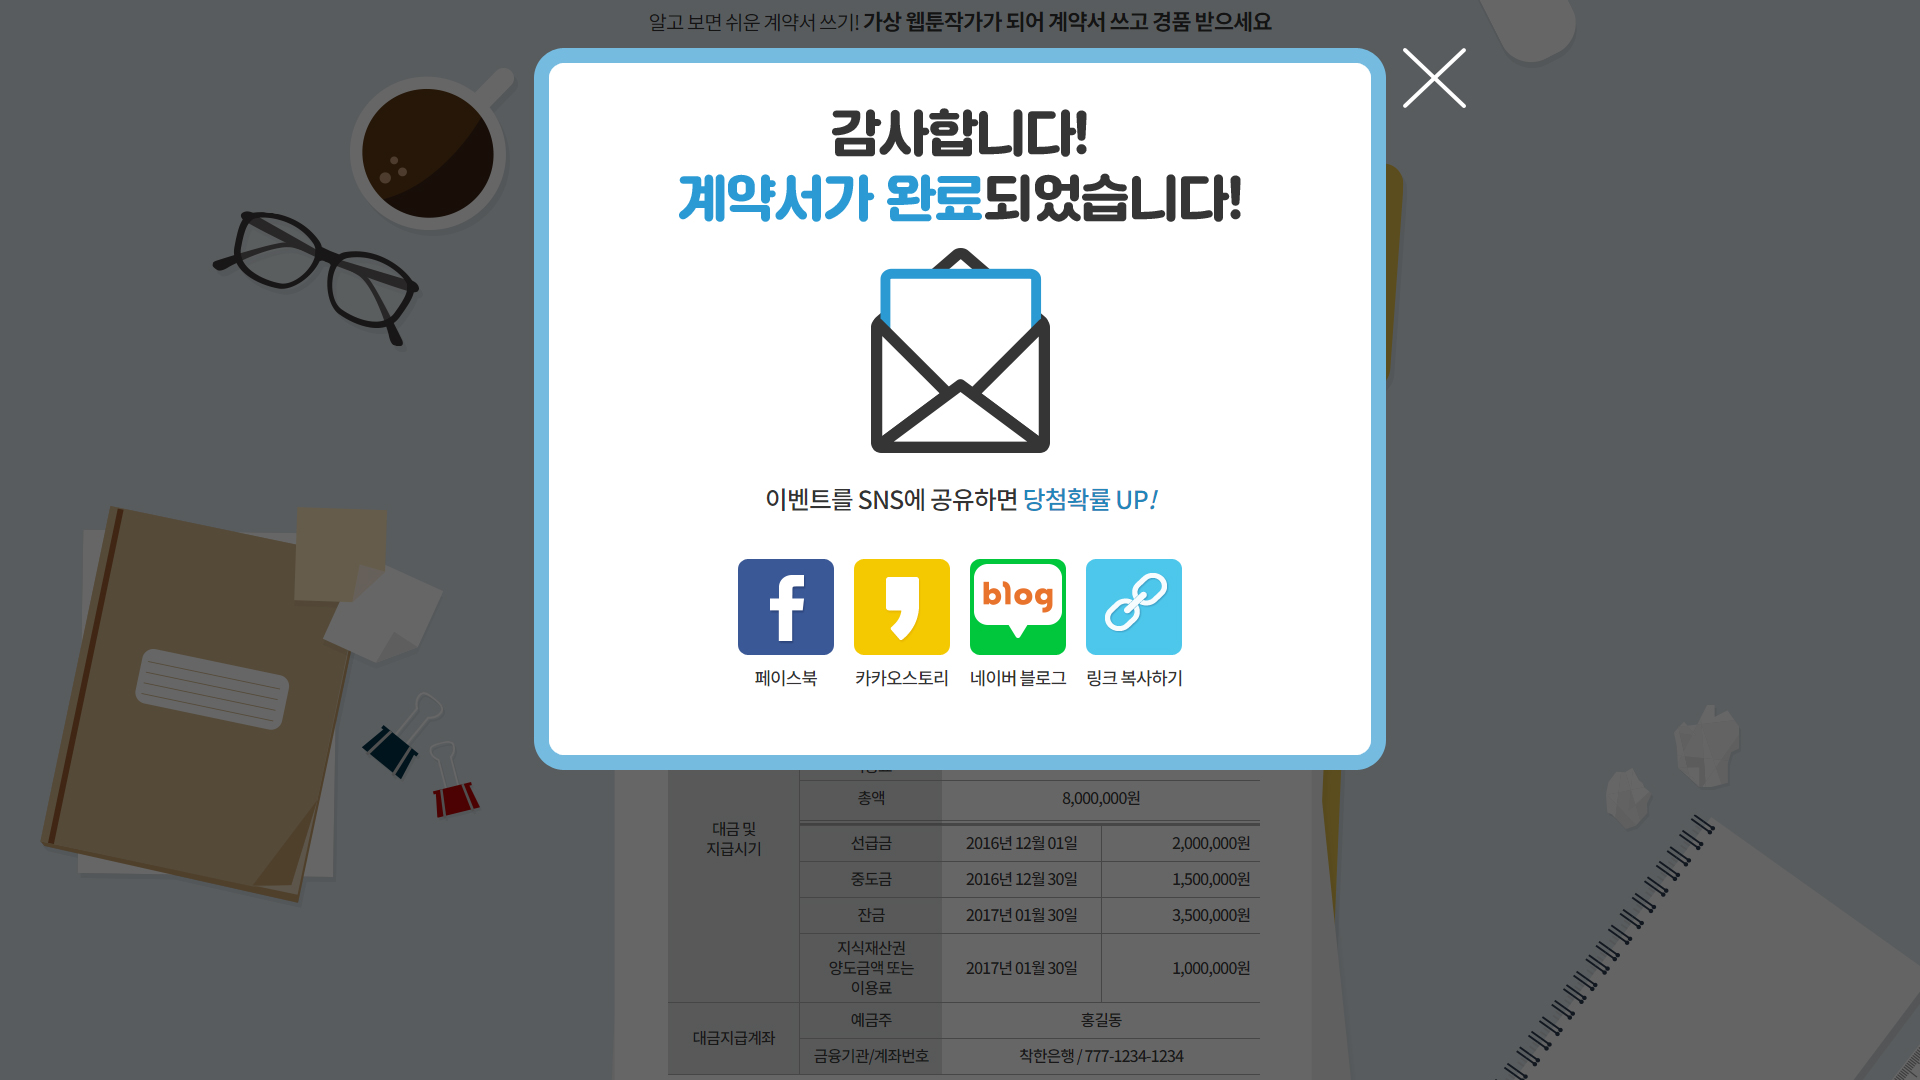 알고 보면 쉬운 계약서 쓰기! 가상 웹툰작가가 되어 계약서 쓰고 경품 받으세요
감사합니다!
계약서가 완료되었습니다!
이벤트를 SNS에 공유하면 당첨확률 UP!
blog
페이스북 카카오스토리 네이버 블로그 링크 복사하기
총액 8,000,000원
대금 및
지급시기
선급금 2016년 12월 01일 2,000,000원
중도금 2016년 12월 30일 1,500,000원
잔금 2017년 01월 30일 3,500,000원
지식재산권
양도금액 또는
이용료
2017년 01월 30일 1,000,000원
대금지급계좌
예금주 홍길동
금융기관/계좌번호 착한은행 / 777-1234-1234